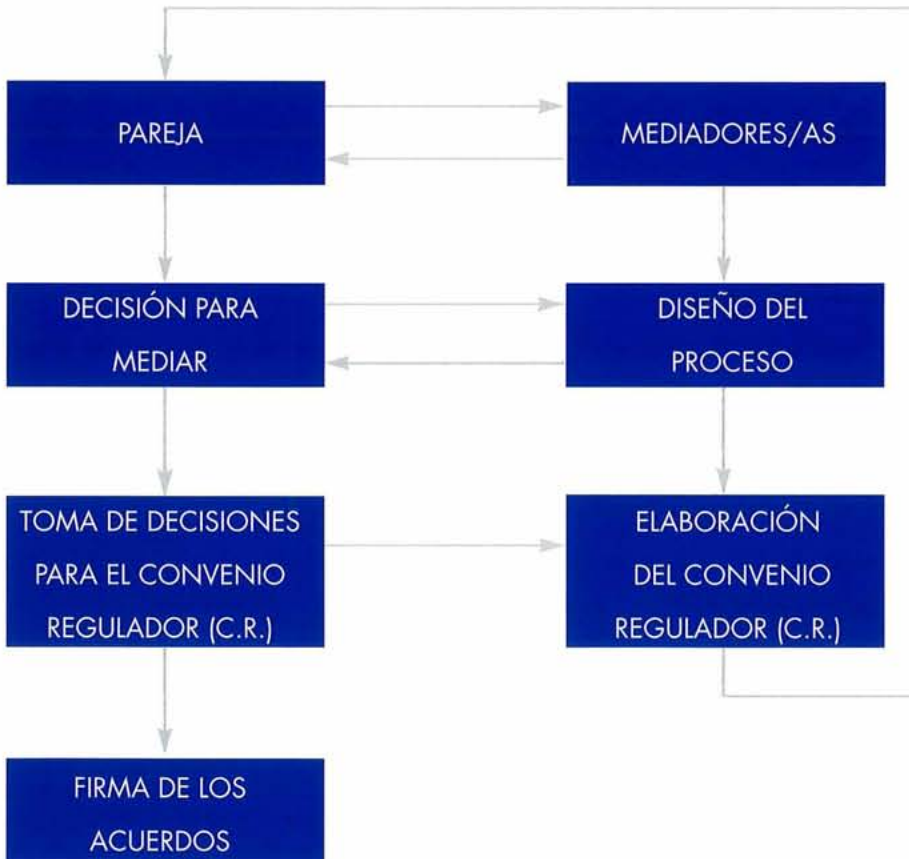 PAREJA
MEDIADORES/AS
DECISIÓN PARA
MEDIAR
DISEÑO DEL
PROCESO
TOMA DE DECISIONES
PARA EL CONVENIO
REGULADOR (C.R.)
ELABORACIÓN
DEL CONVENIO
REGULADOR (C.R.)
FIRMA DE LOS
ACUERDOS